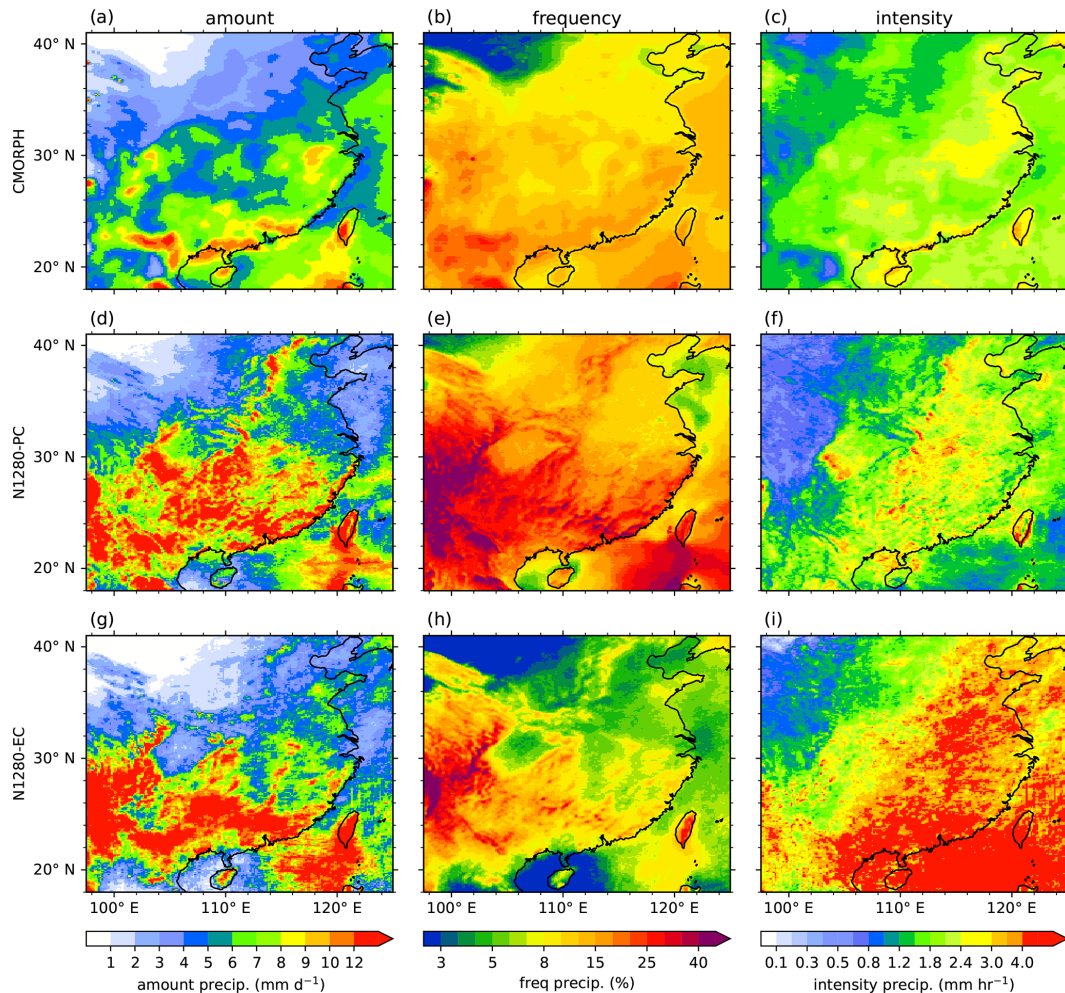 (a) amount
(b) frequency
(c) intensity
40° N
30° N
20° N
CMORPH
(d)
(e)
(f)
40° N
30° N
20° N
N1280-PC
(g)
(h)
(i)
40° N
30° N
20° N
N1280-EC
100° E 110° E 120° E
100° E 110° E 120° E
100° E 110° E 120° E
1 2 3 4 5 6 7 8 9 10 12
amount precip. (mm d⁻¹)
3 5 8 15 25 40
freq precip. (%)
0.1 0.3 0.5 0.8 1.2 1.8 2.4 3.0 4.0
intensity precip. (mm hr⁻¹)